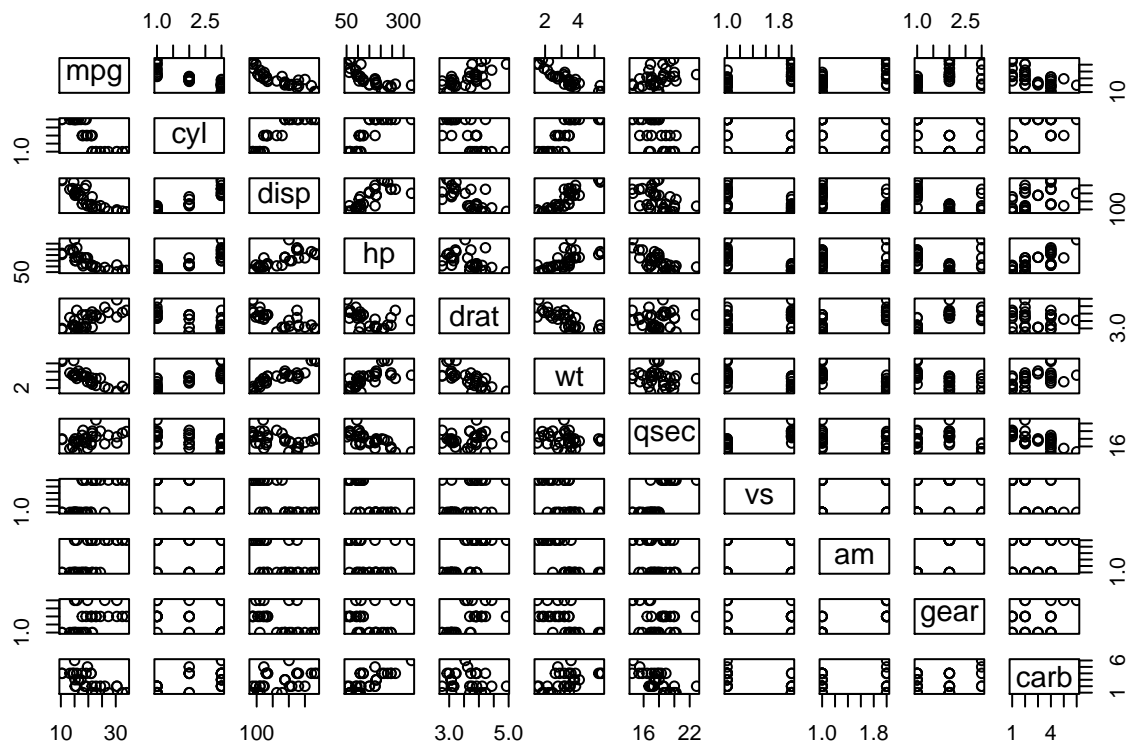 1.0 2.5 50 300 2 4 1.0 1.8 1.0 2.5
mpg 10
1.0 cyl
disp 100
50 hp
drat 3.0
2 wt
qsec 16
1.0 vs
am 1.0
1.0 gear
carb 1 6
10 30 100 3.0 5.0 16 22 1.0 1.8 1 4